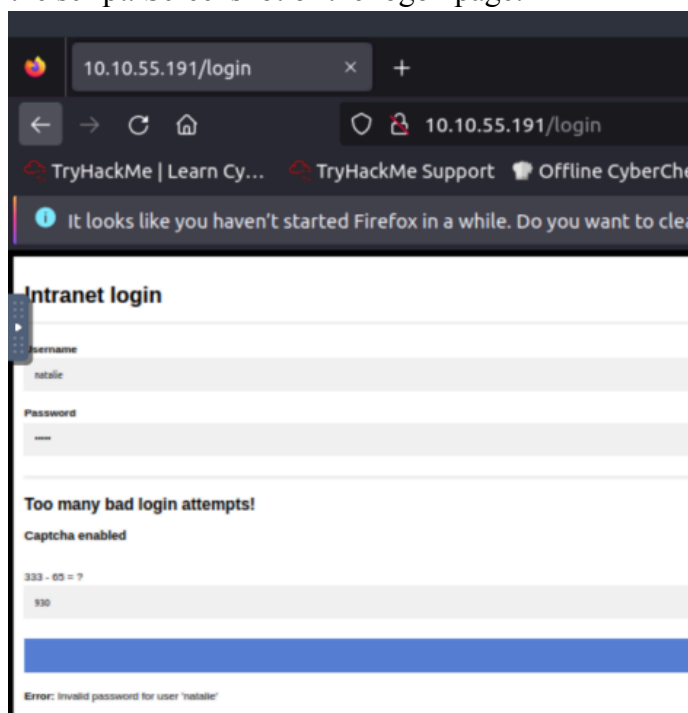 10.10.55.191/login
10.10.55.191/login
TryHackMe | Learn Cy… TryHackMe Support Offline CyberChe
It looks like you haven't started Firefox in a while. Do you want to clea
Intranet login
Username
natalie
Password
•••••
Too many bad login attempts!
Captcha enabled
333 - 65 = ?
930
Error: Invalid password for user 'natalie'